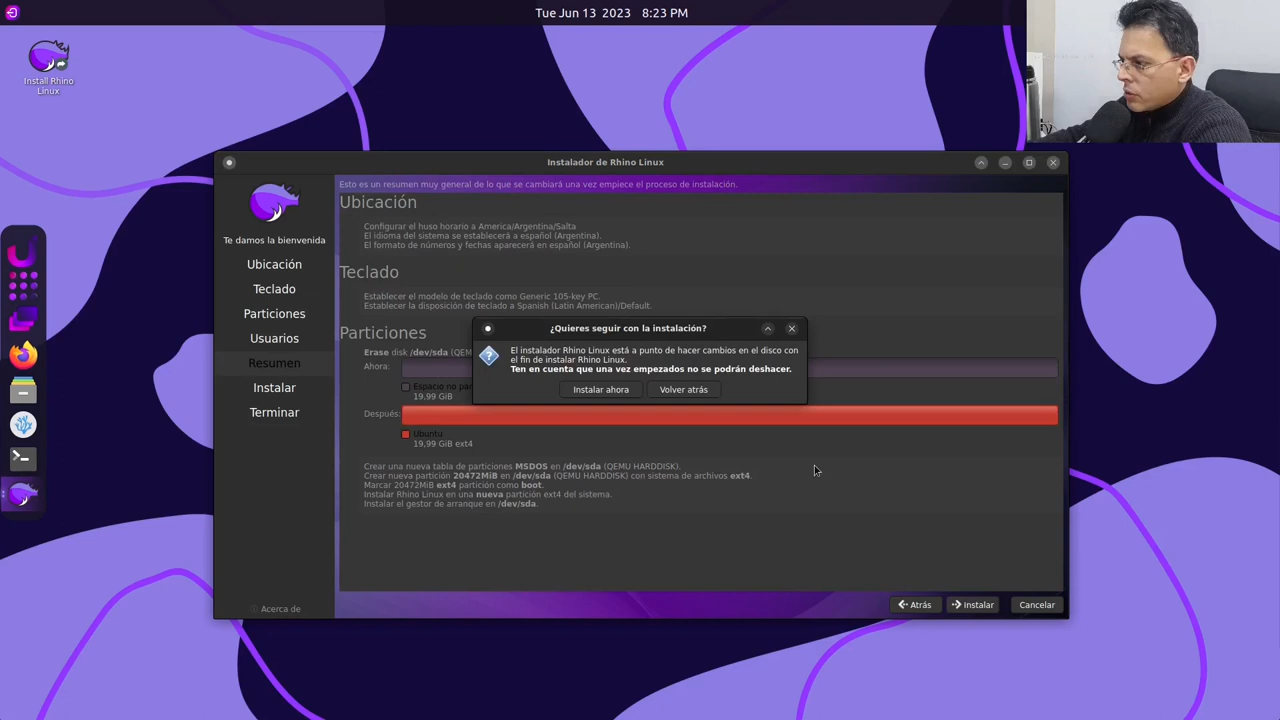 Tue Jun 13 2023 8:23 PM
Install Rhino
Linux
Instalador de Rhino Linux
Te damos la bienvenida
Ubicación
Teclado
Particiones
Usuarios
Resumen
Instalar
Terminar
Acerca de
Esto es un resumen muy general de lo que se cambiará una vez empiece el proceso de instalación.
Ubicación
Configurar el huso horario a America/Argentina/Salta
El idioma del sistema se establecerá a español (Argentina).
El formato de números y fechas aparecerá en español (Argentina).
Teclado
Establecer el modelo de teclado como Generic 105-key PC.
Establecer la disposición de teclado a Spanish (Latin American)/Default.
Particiones
Erase disk /dev/sda (QEM
Ahora:
Espacio no par
19,99 GiB
Después:
Ubuntu
19,99 GiB ext4
Crear una nueva tabla de particiones MSDOS en /dev/sda (QEMU HARDDISK).
Crear nueva partición 20472MiB en /dev/sda (QEMU HARDDISK) con sistema de archivos ext4.
Marcar 20472MiB ext4 partición como boot.
Instalar Rhino Linux en una nueva partición ext4 del sistema.
Instalar el gestor de arranque en /dev/sda.
¿Quieres seguir con la instalación?
El instalador Rhino Linux está a punto de hacer cambios en el disco con
el fin de instalar Rhino Linux.
Ten en cuenta que una vez empezados no se podrán deshacer.
Instalar ahora
Volver atrás
Atrás
Instalar
Cancelar